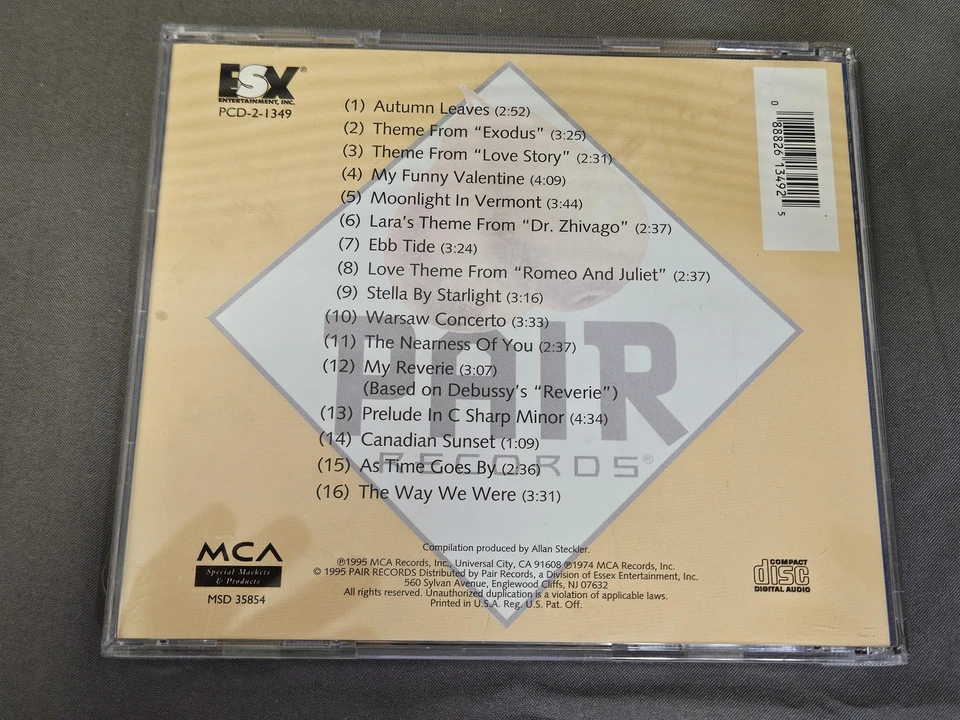 ESX®
ENTERTAINMENT, INC.
PCD-2-1349
(1) Autumn Leaves (2:52)
(2) Theme From "Exodus" (3:25)
(3) Theme From "Love Story" (2:31)
(4) My Funny Valentine (4:09)
(5) Moonlight In Vermont (3:44)
(6) Lara's Theme From "Dr. Zhivago" (2:37)
(7) Ebb Tide (3:24)
(8) Love Theme From "Romeo And Juliet" (2:37)
(9) Stella By Starlight (3:16)
(10) Warsaw Concerto (3:33)
(11) The Nearness Of You (2:37)
(12) My Reverie (3:07)
(Based on Debussy's "Reverie")
(13) Prelude In C Sharp Minor (4:34)
(14) Canadian Sunset (1:09)
(15) As Time Goes By (2:36)
(16) The Way We Were (3:31)
PAIR
RECORDS®
0 88826 13492 5
MCA
Special Markets
& Products
MSD 35854
Compilation produced by Allan Steckler.
℗1995 MCA Records, Inc., Universal City, CA 91608 ℗1974 MCA Records, Inc.
© 1995 PAIR RECORDS Distributed by Pair Records, a Division of Essex Entertainment, Inc.
560 Sylvan Avenue, Englewood Cliffs, NJ 07632
All rights reserved. Unauthorized duplication is a violation of applicable laws.
Printed in U.S.A. Reg. U.S. Pat. Off.
COMPACT
disc
DIGITAL AUDIO